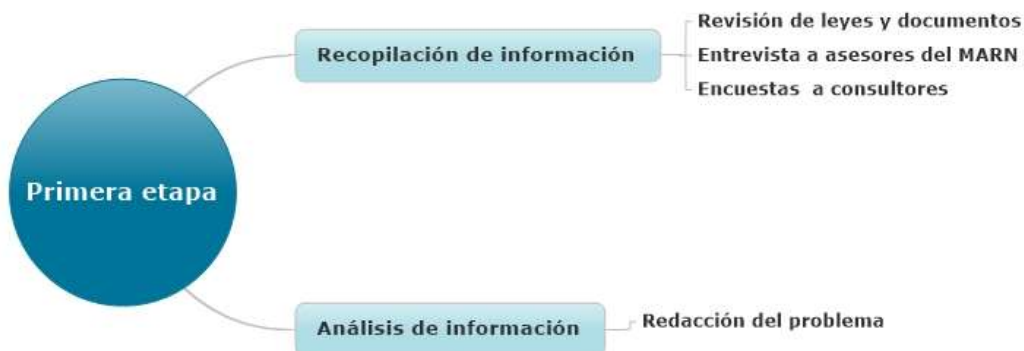 Primera etapa
Recopilación de información
Revisión de leyes y documentos
Entrevista a asesores del MARN
Encuestas a consultores
Análisis de información
Redacción del problema